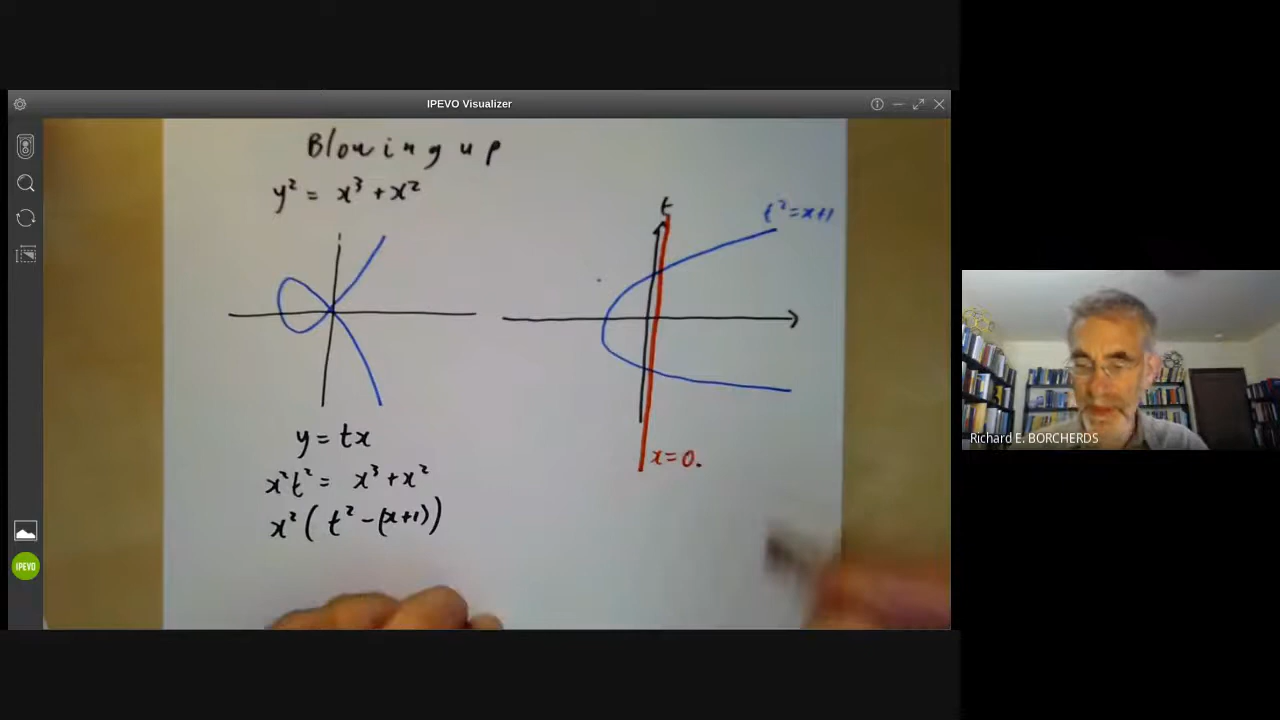 IPEVO Visualizer
Blowing up
y² = x³ + x²
t
t² = x+1
y = tx
x²t² = x³ + x²
x = 0.
x² ( t² - (x+1) )
IPEVO
Richard E. BORCHERDS